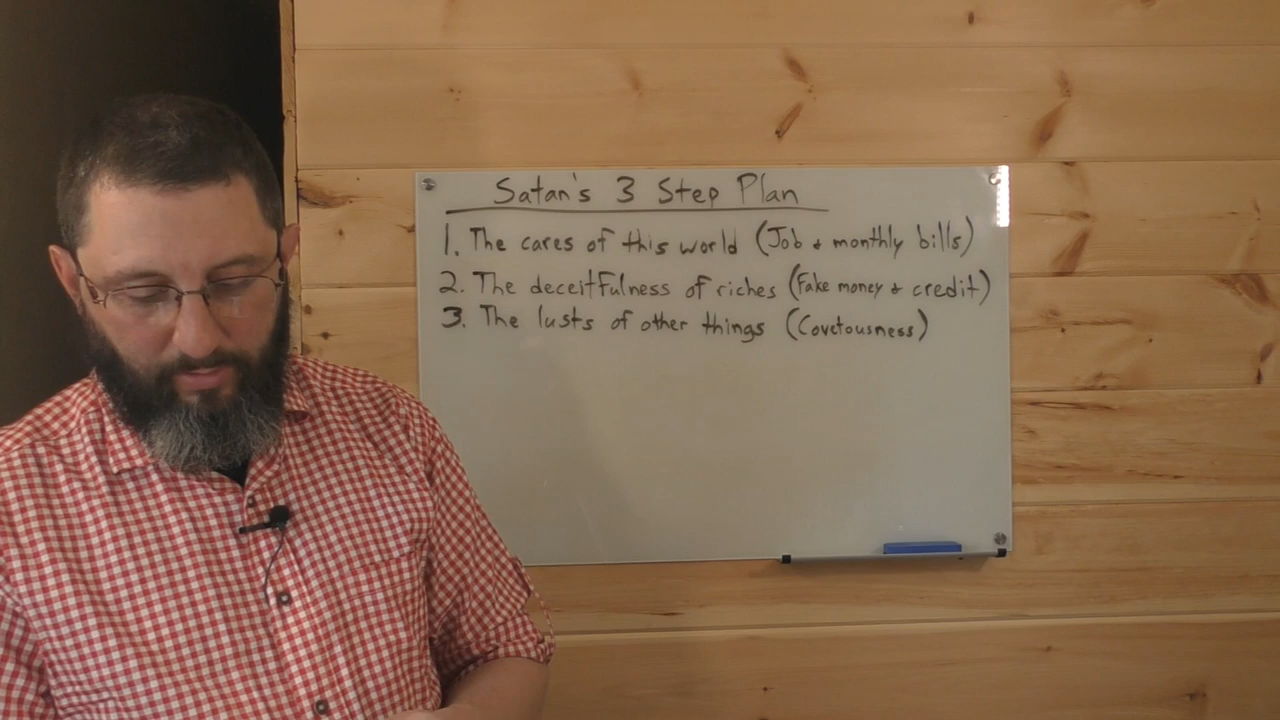 Satan's 3 Step Plan
1. The cares of this world (Job & monthly bills)
2. The deceitfulness of riches (Fake money & credit)
3. The lusts of other things (Covetousness)